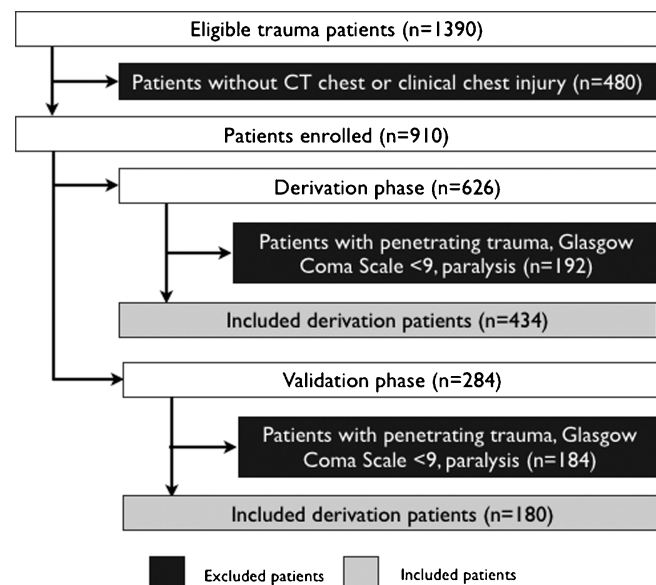 Eligible trauma patients (n=1390)
Patients without CT chest or clinical chest injury (n=480)
Patients enrolled (n=910)
Derivation phase (n=626)
Patients with penetrating trauma, Glasgow
Coma Scale <9, paralysis (n=192)
Included derivation patients (n=434)
Validation phase (n=284)
Patients with penetrating trauma, Glasgow
Coma Scale <9, paralysis (n=184)
Included derivation patients (n=180)
Excluded patients
Included patients